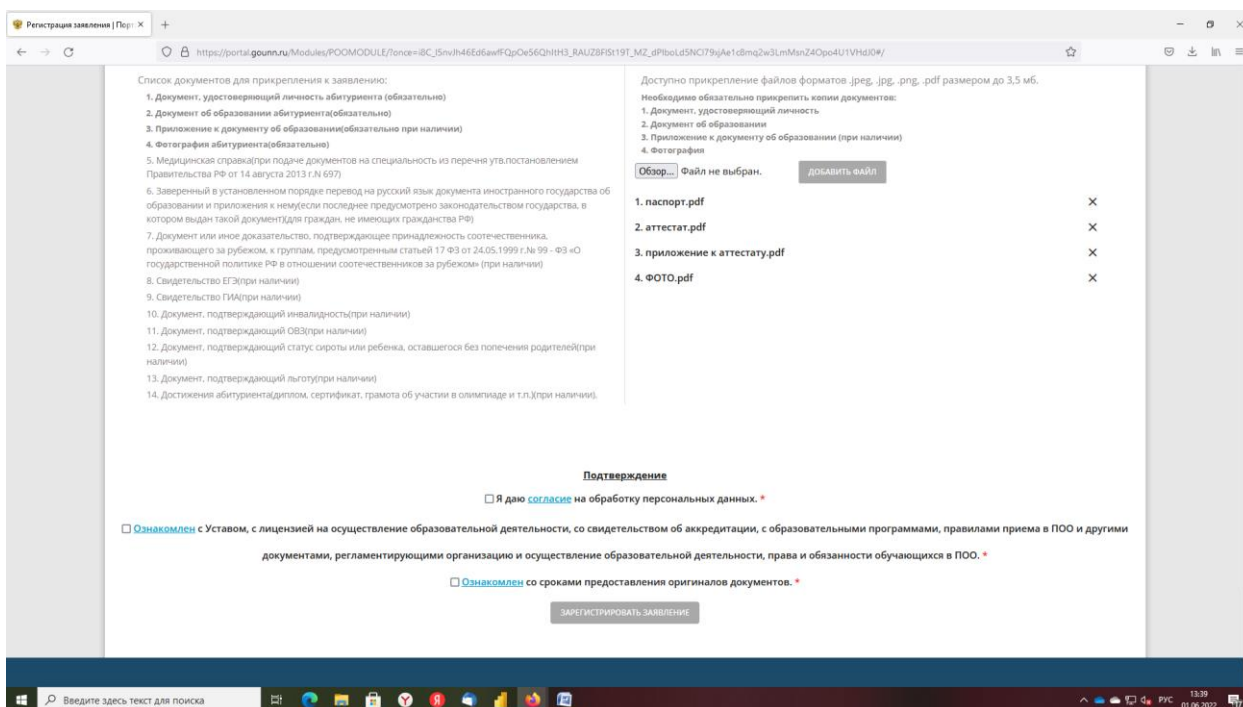 Регистрация заявления | Порт
https://portal.gounn.ru/Modules/POOMODULE/?once=
Список документов для прикрепления к заявлению:
1. Документ, удостоверяющий личность абитуриента (обязательно)
2. Документ об образовании абитуриента(обязательно)
3. Приложение к документу об образовании(обязательно при наличии)
4. Фотография абитуриента(обязательно)
5. Медицинская справка(при подаче документов на специальность из перечня утв.постановлением
Правительства РФ от 14 августа 2013 г.N 697)
6. Заверенный в установленном порядке перевод на русский язык документа иностранного государства об
образовании и приложения к нему(если последнее предусмотрено законодательством государства, в
котором выдан такой документ)(для граждан, не имеющих гражданства РФ)
7. Документ или иное доказательство, подтверждающее принадлежность соотечественника,
проживающего за рубежом, к группам, предусмотренным статьей 17 ФЗ от 24.05.1999 г.№ 99 - ФЗ «О
государственной политике РФ в отношении соотечественников за рубежом» (при наличии)
8. Свидетельство ЕГЭ(при наличии)
9. Свидетельство ГИА(при наличии)
10. Документ, подтверждающий инвалидность(при наличии)
11. Документ, подтверждающий ОВЗ(при наличии)
12. Документ, подтверждающий статус сироты или ребенка, оставшегося без попечения родителей(при
наличии)
13. Документ, подтверждающий льготу(при наличии)
14. Достижения абитуриента(диплом, сертификат, грамота об участии в олимпиаде и т.п.)(при наличии).
Доступно прикрепление файлов форматов .jpeg, .jpg, .png, .pdf размером до 3,5 мб.
Необходимо обязательно прикрепить копии документов:
1. Документ, удостоверяющий личность
2. Документ об образовании
3. Приложение к документу об образовании (при наличии)
4. Фотография
Обзор... Файл не выбран. ДОБАВИТЬ ФАЙЛ
1. паспорт.pdf
2. аттестат.pdf
3. приложение к аттестату.pdf
4. ФОТО.pdf
Подтверждение
Я даю согласие на обработку персональных данных. *
Ознакомлен с Уставом, с лицензией на осуществление образовательной деятельности, со свидетельством об аккредитации, с образовательными программами, правилами приема в ПОО и другими
документами, регламентирующими организацию и осуществление образовательной деятельности, права и обязанности обучающихся в ПОО. *
Ознакомлен со сроками предоставления оригиналов документов. *
ЗАРЕГИСТРИРОВАТЬ ЗАЯВЛЕНИЕ
Введите здесь текст для поиска
РУС
13:39
01.06.2022